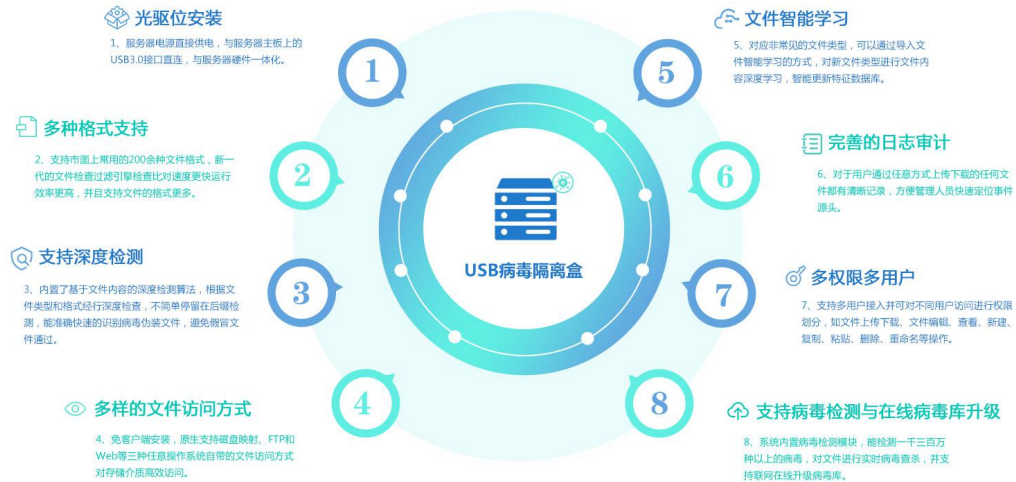 光驱位安装
1、服务器电源直接供电，与服务器主板上的
USB3.0接口直连，与服务器硬件一体化。
1
多种格式支持
2、支持市面上常用的200余种文件格式，新一
代的文件检查过滤引擎检查比对速度更快运行
效率更高，并且支持文件的格式更多。
2
支持深度检测
3、内置了基于文件内容的深度检测算法，根据文
件类型和格式经行深度检查，不简单停留在后缀检
测，能准确快速的识别病毒伪装文件，避免假冒文
件通过。
3
多样的文件访问方式
4、免客户端安装，原生支持磁盘映射、FTP和
Web等三种任意操作系统自带的文件访问方式
对存储介质高效访问。
4
USB病毒隔离盒
5
文件智能学习
5、对应非常见的文件类型，可以通过导入文
件智能学习的方式，对新文件类型进行文件内
容深度学习，智能更新特征数据库。
6
完善的日志审计
6、对于用户通过任意方式上传下载的任何文
件都有清晰记录，方便管理人员快速定位事件
源头。
7
多权限多用户
7、支持多用户接入并可对不同用户访问进行权限
划分，如文件上传下载、文件编辑、查看、新建、
复制、粘贴、删除、重命名等操作。
8
支持病毒检测与在线病毒库升级
8、系统内置病毒检测模块，能检测一千三百万
种以上的病毒，对文件进行实时病毒查杀，并支
持联网在线升级病毒库。